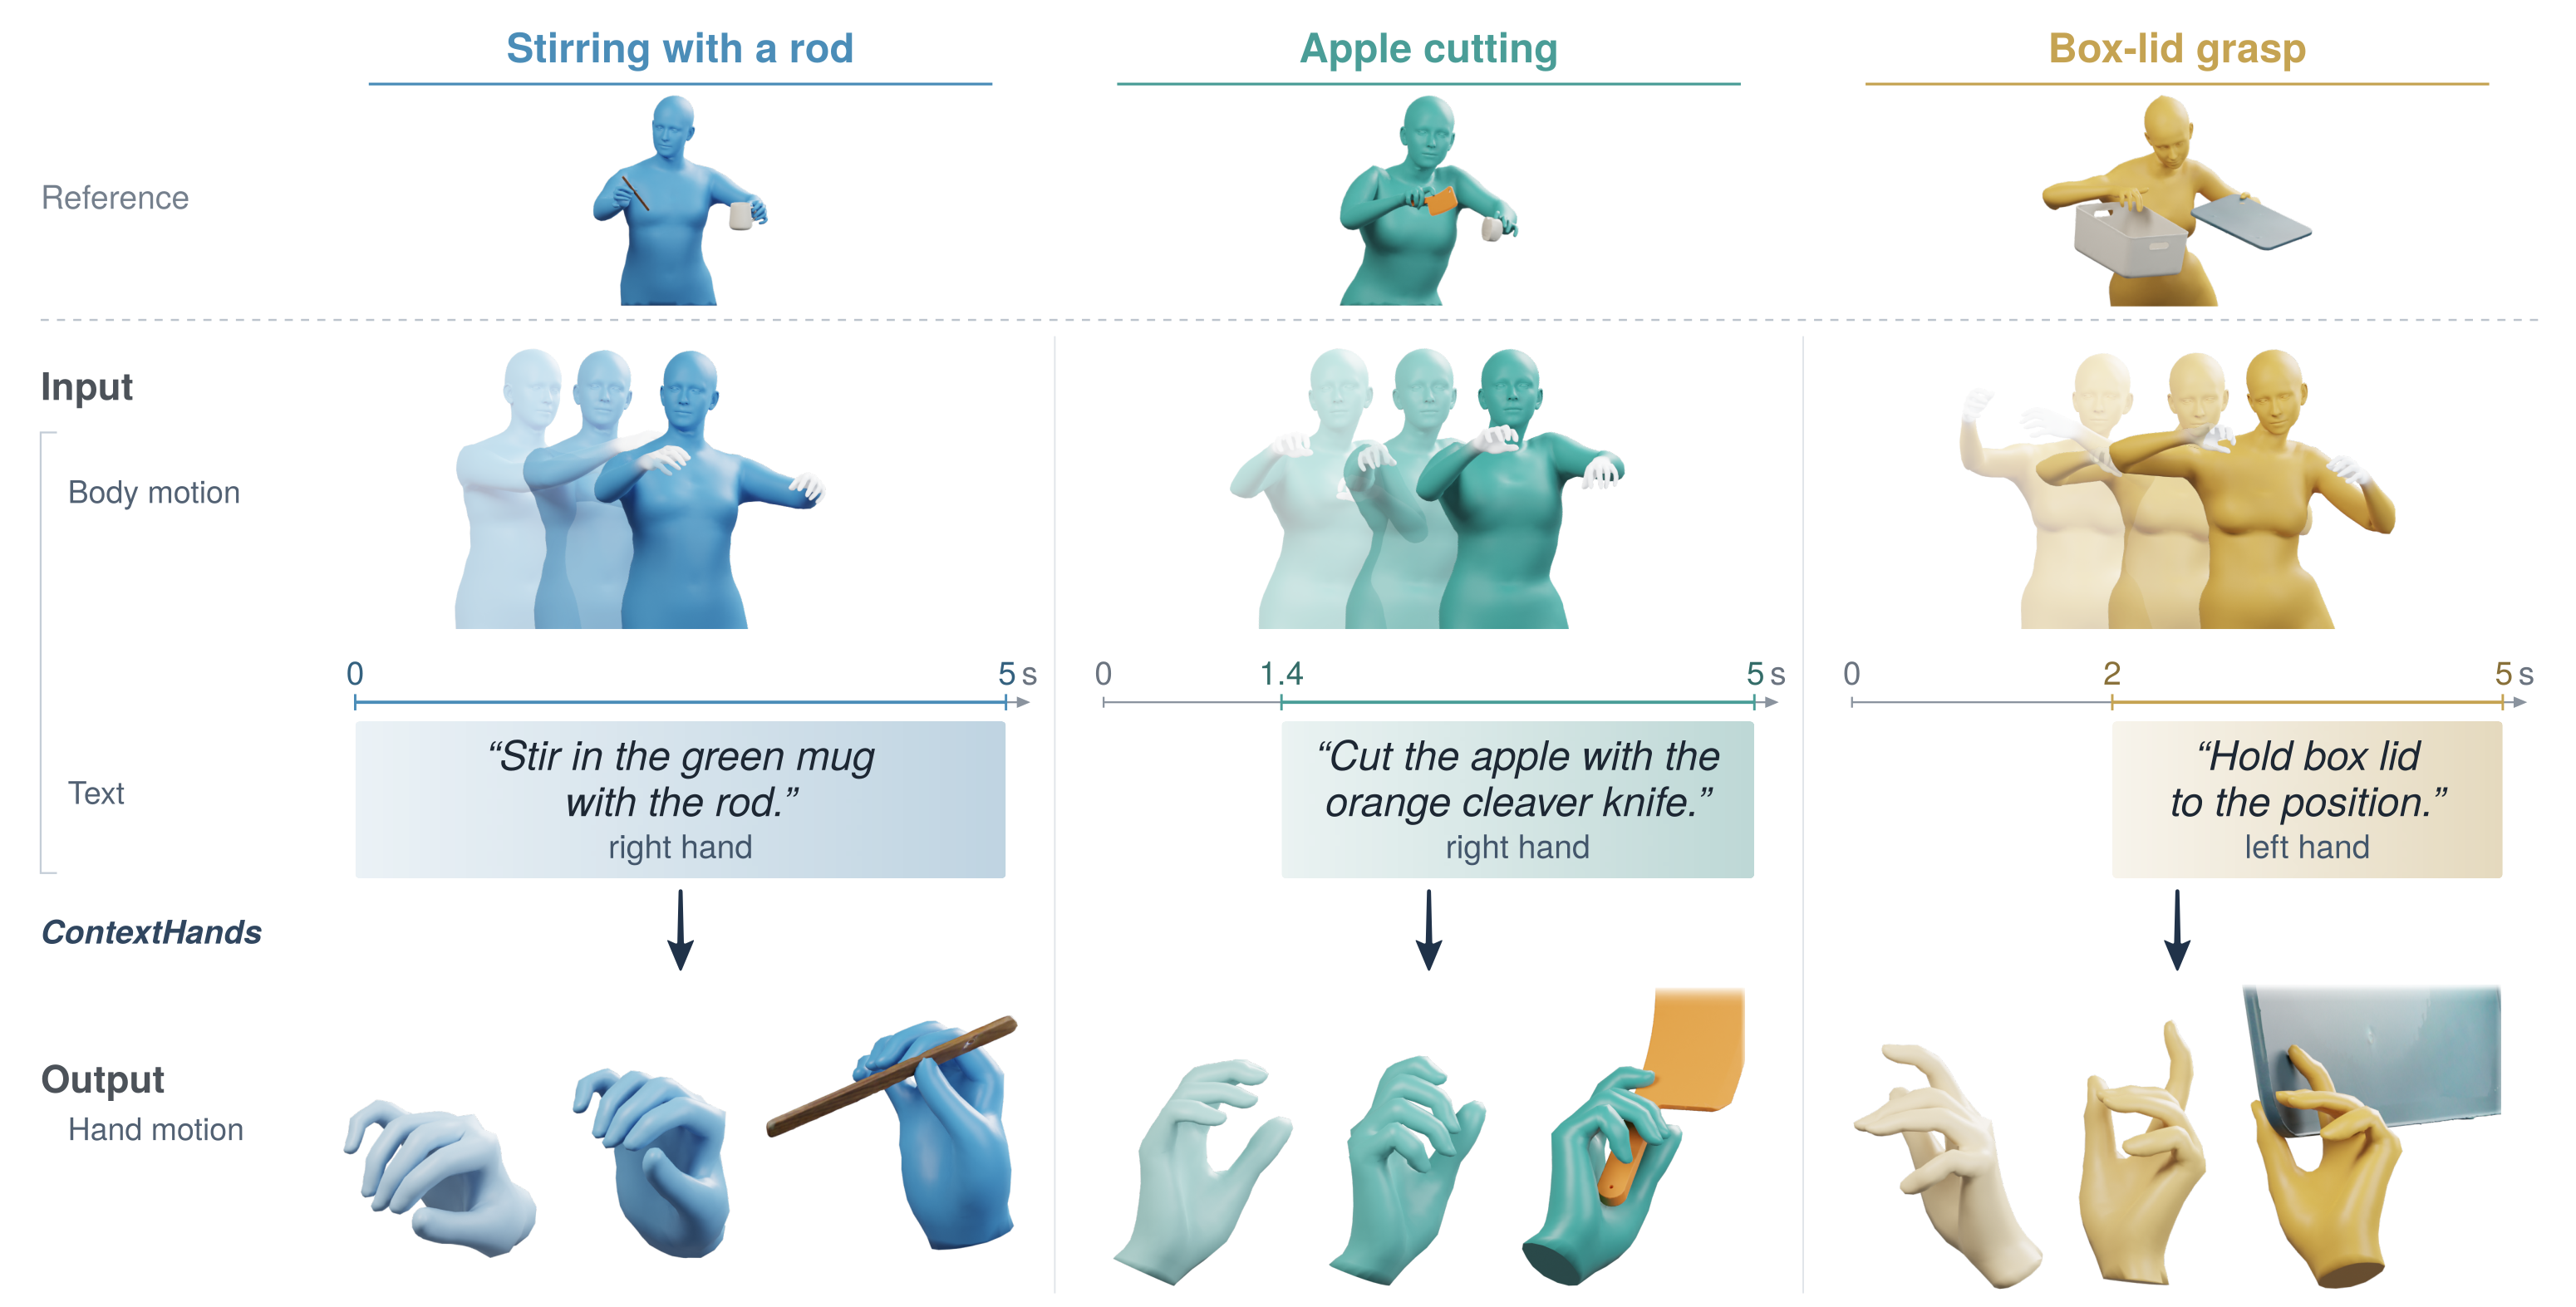 Stirring with a rod
Apple cutting
Box-lid grasp
Reference
Input
Body motion
0
5 s
0
1.4
5 s
0
2
5 s
Text
“Stir in the green mug
with the rod.”
right hand
“Cut the apple with the
orange cleaver knife.”
right hand
“Hold box lid
to the position.”
left hand
ContextHands
Output
Hand motion